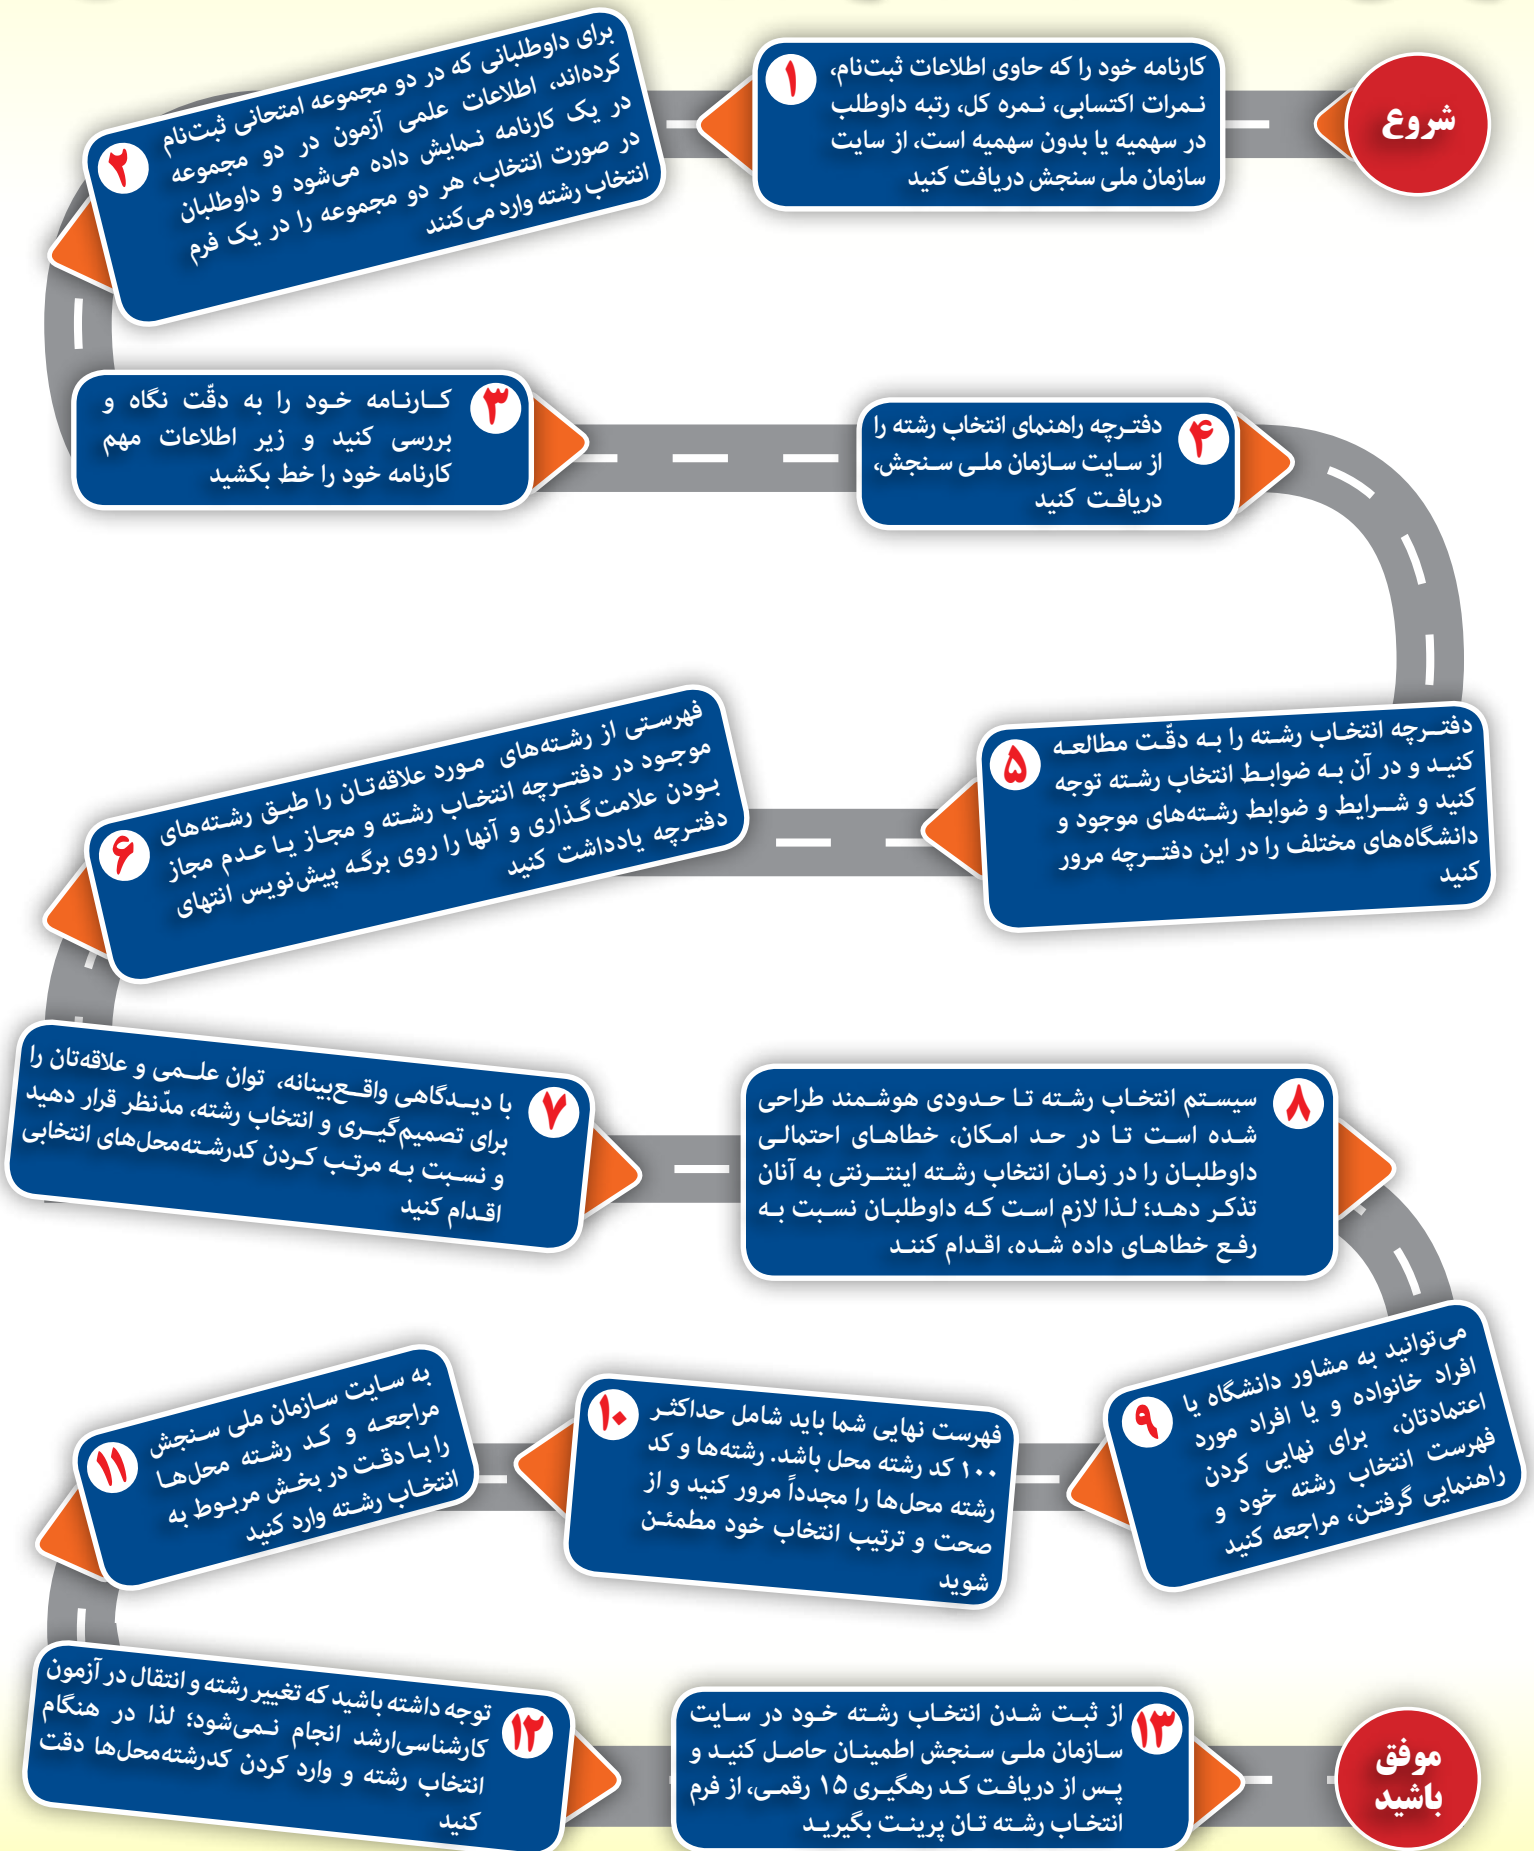 شروع
۱
کارنامه خود را که حاوی اطلاعات ثبت‌نام،
نمرات اکتسابی، نمره کل، رتبه داوطلب
در سهمیه یا بدون سهمیه است، از سایت
سازمان ملی سنجش دریافت کنید
۲
برای داوطلبانی که در دو مجموعه امتحانی ثبت‌نام
کرده‌اند، اطلاعات علمی آزمون در دو مجموعه
در یک کارنامه نمایش داده می‌شود و داوطلبان
در صورت انتخاب، هر دو مجموعه را در یک فرم
انتخاب رشته وارد می‌کنند
۳
کارنامه خود را به دقّت نگاه و
بررسی کنید و زیر اطلاعات مهم
کارنامه خود را خط بکشید
۴
دفترچه راهنمای انتخاب رشته را
از سایت سازمان ملی سنجش،
دریافت کنید
۵
دفترچه انتخاب رشته را به دقّت مطالعه
کنید و در آن به ضوابط انتخاب رشته توجه
کنید و شرایط و ضوابط رشته‌های موجود و
دانشگاه‌های مختلف را در این دفترچه مرور
کنید
۶
فهرستی از رشته‌های مورد علاقه‌تان را طبق رشته‌های
موجود در دفترچه انتخاب رشته و مجاز یا عدم مجاز
بودن علامت‌گذاری و آنها را روی برگه پیش‌نویس انتهای
دفترچه یادداشت کنید
۷
با دیدگاهی واقع‌بینانه، توان علمی و علاقه‌تان را
برای تصمیم‌گیری و انتخاب رشته، مدّنظر قرار دهید
و نسبت به مرتب کردن کدرشته‌محل‌های انتخابی
اقدام کنید
۸
سیستم انتخاب رشته تا حدودی هوشمند طراحی
شده است تا در حد امکان، خطاهای احتمالی
داوطلبان را در زمان انتخاب رشته اینترنتی به آنان
تذکر دهد؛ لذا لازم است که داوطلبان نسبت به
رفع خطاهای داده شده، اقدام کنند
۹
می‌توانید به مشاور دانشگاه یا
افراد خانواده و یا افراد مورد
اعتمادتان، برای نهایی کردن
فهرست انتخاب رشته خود و
راهنمایی گرفتن، مراجعه کنید
۱۰
فهرست نهایی شما باید شامل حداکثر
۱۰۰ کد رشته محل باشد. رشته‌ها و کد
رشته محل‌ها را مجدداً مرور کنید و از
صحت و ترتیب انتخاب خود مطمئن
شوید
۱۱
به سایت سازمان ملی سنجش
مراجعه و کد رشته محل‌ها
را با دقت در بخش مربوط به
انتخاب رشته وارد کنید
۱۲
توجه داشته باشید که تغییر رشته و انتقال در آزمون
کارشناسی‌ارشد انجام نمی‌شود؛ لذا در هنگام
انتخاب رشته و وارد کردن کدرشته‌محل‌ها دقت
کنید
۱۳
از ثبت شدن انتخاب رشته خود در سایت
سازمان ملی سنجش اطمینان حاصل کنید و
پس از دریافت کد رهگیری ۱۵ رقمی، از فرم
انتخاب رشته تان پرینت بگیرید
موفق
باشید